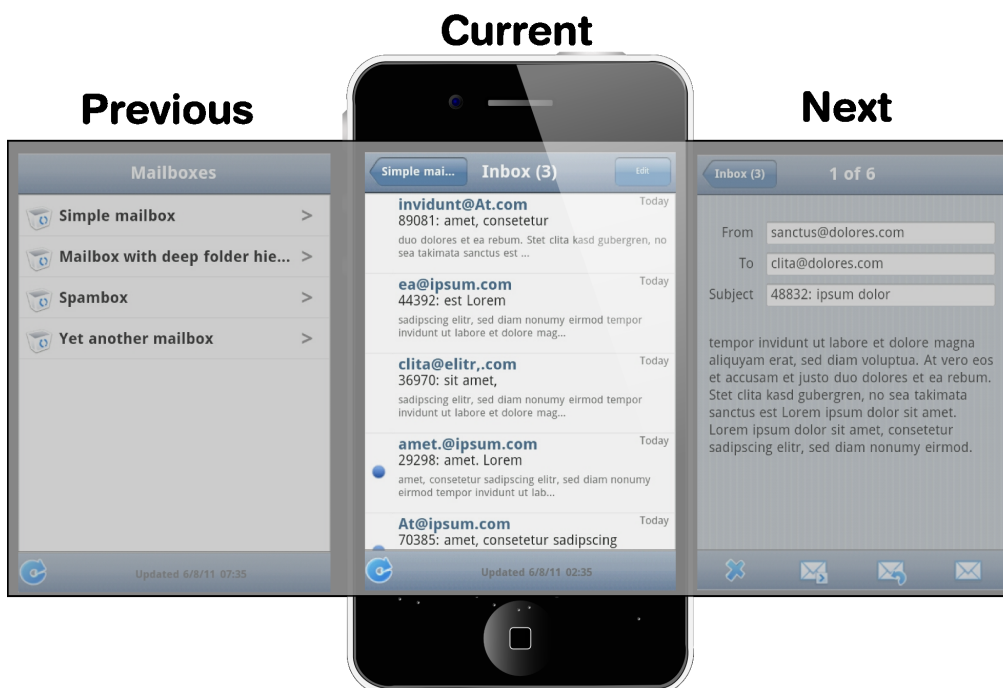 Current
Previous
Next
Mailboxes
Simple mailbox >
Mailbox with deep folder hie... >
Spambox >
Yet another mailbox >
Updated 6/8/11 07:35
Simple mai... Inbox (3) Edit
invidunt@At.com Today
89081: amet, consetetur
duo dolores et ea rebum. Stet clita kasd gubergren, no
sea takimata sanctus est ...
ea@ipsum.com Today
44392: est Lorem
sadipscing elitr, sed diam nonumy eirmod tempor
invidunt ut labore et dolore mag...
clita@elitr,.com Today
36970: sit amet,
sadipscing elitr, sed diam nonumy eirmod tempor
invidunt ut labore et dolore mag...
amet.@ipsum.com Today
29298: amet. Lorem
amet, consetetur sadipscing elitr, sed diam nonumy
eirmod tempor invidunt ut lab...
At@ipsum.com Today
70385: amet, consetetur sadipscing
Updated 6/8/11 02:35
Inbox (3) 1 of 6
From sanctus@dolores.com
To clita@dolores.com
Subject 48832: ipsum dolor
tempor invidunt ut labore et dolore magna
aliquyam erat, sed diam voluptua. At vero eos
et accusam et justo duo dolores et ea rebum.
Stet clita kasd gubergren, no sea takimata
sanctus est Lorem ipsum dolor sit amet.
Lorem ipsum dolor sit amet, consetetur
sadipscing elitr, sed diam nonumy eirmod.